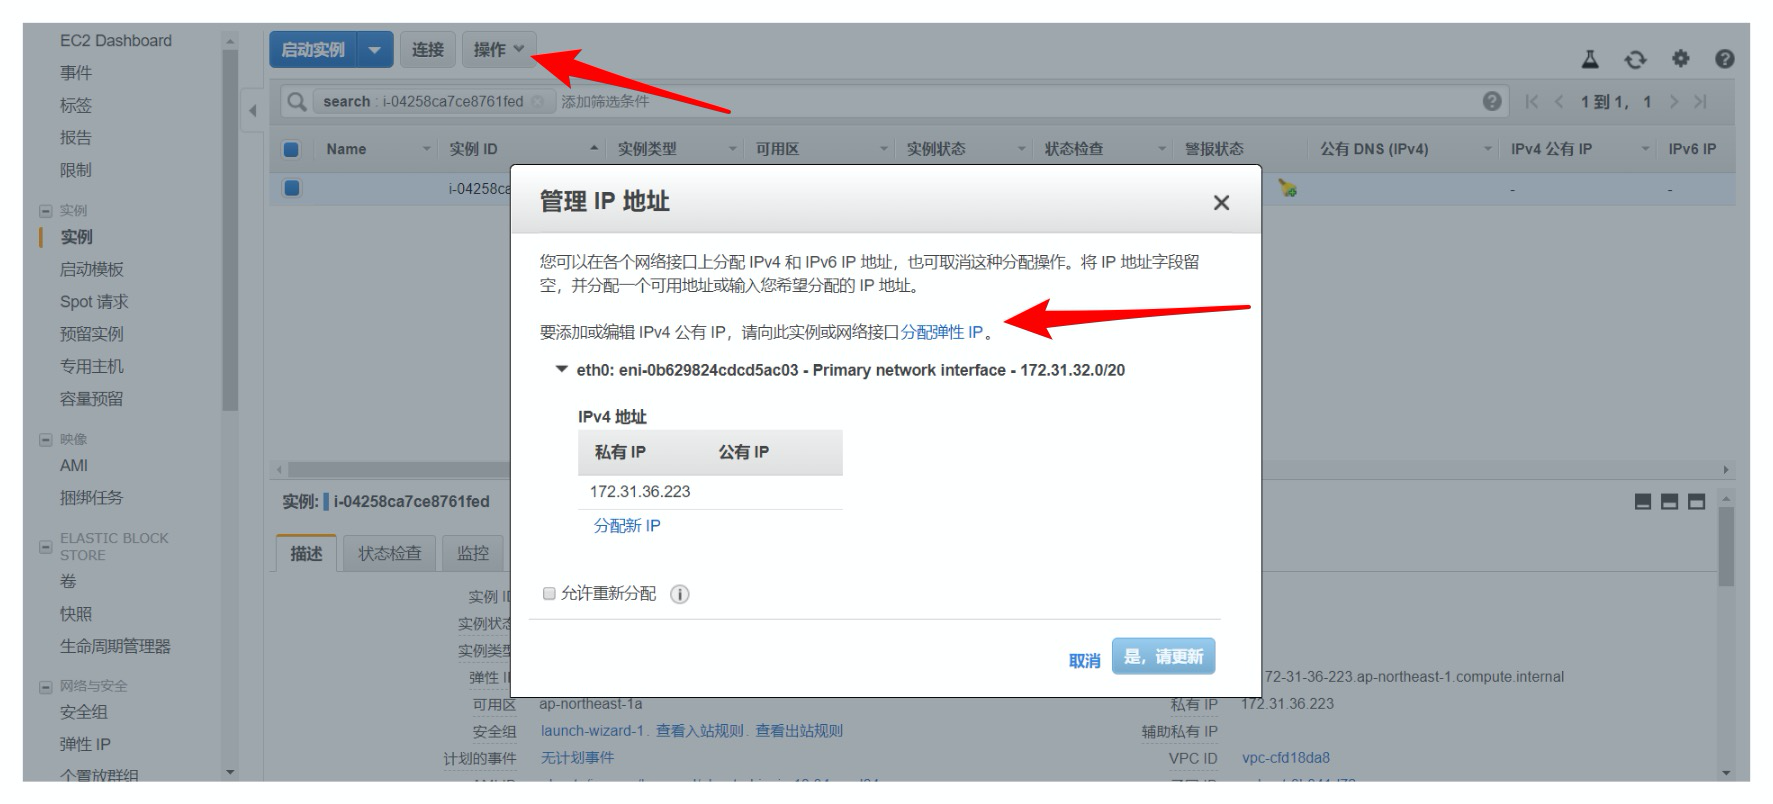 EC2 Dashboard
事件
标签
报告
限制
实例
实例
启动模板
Spot 请求
预留实例
专用主机
容量预留
映像
AMI
捆绑任务
ELASTIC BLOCK
STORE
卷
快照
生命周期管理器
网络与安全
安全组
弹性 IP
个置放群组
启动实例 连接 操作
search : i-04258ca7ce8761fed 添加筛选条件 1 到 1, 1
Name 实例 ID 实例类型 可用区 实例状态 状态检查 警报状态 公有 DNS (IPv4) IPv4 公有 IP IPv6 IP
i-04258ca - -
管理 IP 地址
您可以在各个网络接口上分配 IPv4 和 IPv6 IP 地址，也可取消这种分配操作。将 IP 地址字段留
空，并分配一个可用地址或输入您希望分配的 IP 地址。
要添加或编辑 IPv4 公有 IP，请向此实例或网络接口分配弹性 IP。
eth0: eni-0b629824cdcd5ac03 - Primary network interface - 172.31.32.0/20
IPv4 地址
私有 IP 公有 IP
172.31.36.223
分配新 IP
允许重新分配
取消 是，请更新
实例: i-04258ca7ce8761fed
描述 状态检查 监控
实例 ID
实例状态
实例类型
弹性 I 72-31-36-223.ap-northeast-1.compute.internal
可用区 ap-northeast-1a 私有 IP 172.31.36.223
安全组 launch-wizard-1. 查看入站规则. 查看出站规则 辅助私有 IP
计划的事件 无计划事件 VPC ID vpc-cfd18da8